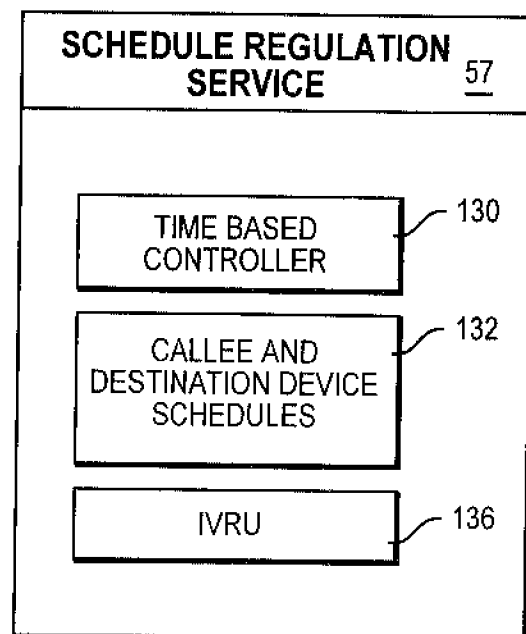 SCHEDULE REGULATION
SERVICE 57
TIME BASED
CONTROLLER
130
CALLEE AND
DESTINATION DEVICE
SCHEDULES
132
IVRU
136